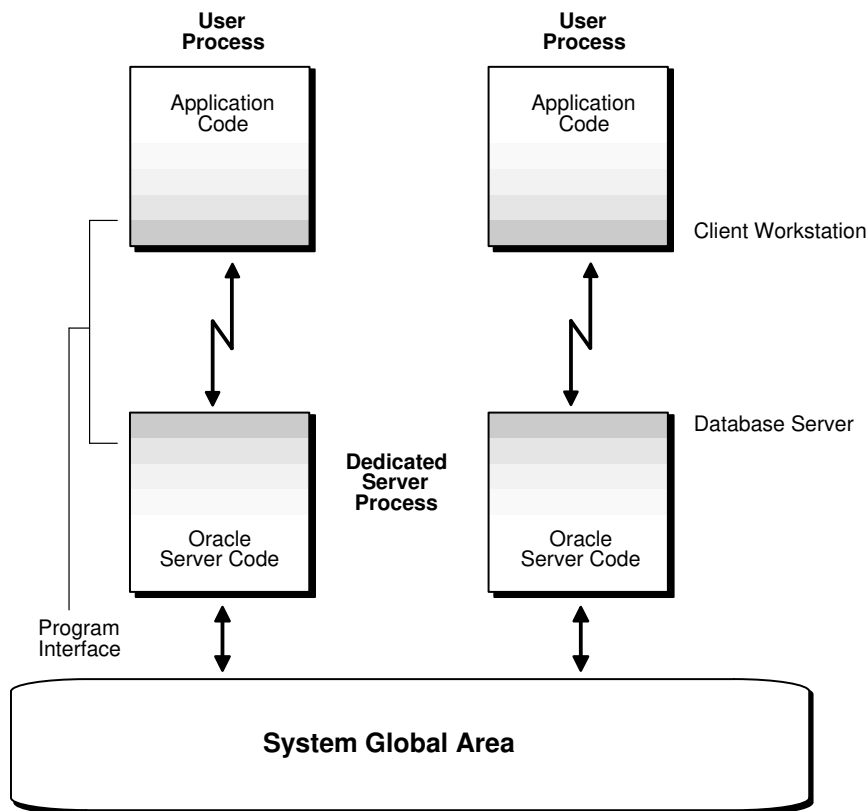 User
Process
User
Process
Application
Code
Application
Code
Client Workstation
Database Server
Dedicated
Server
Process
Oracle
Server Code
Oracle
Server Code
Program
Interface
System Global Area